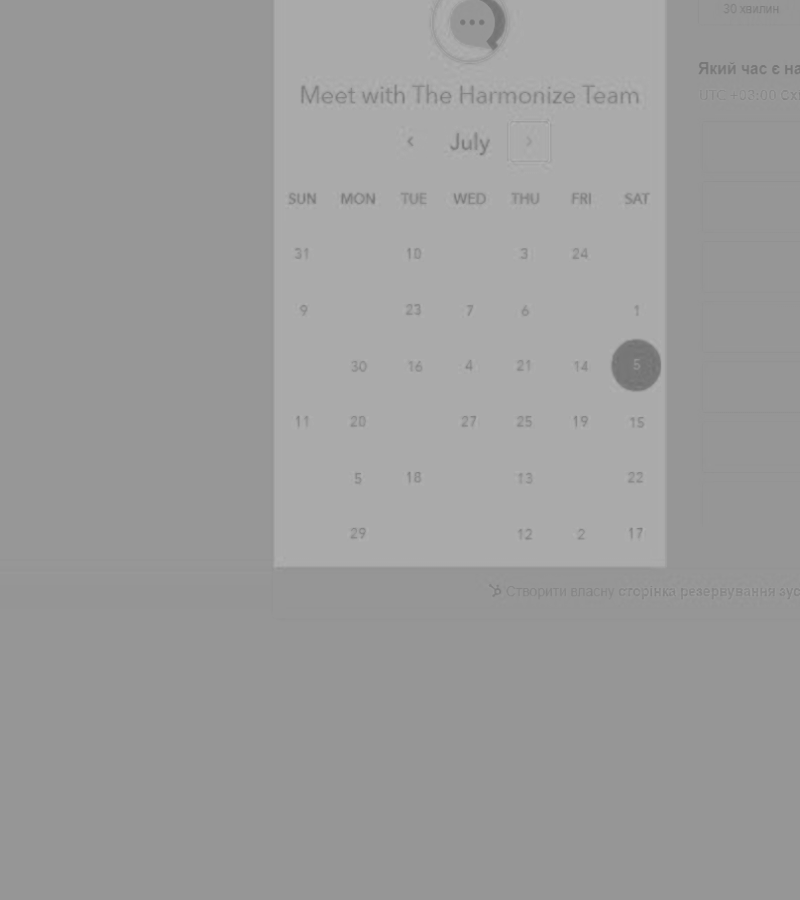 30 хвилин
Meet with The Harmonize Team
Який час є на
UTC +03:00 Схі
July
SUN MON TUE WED THU FRI SAT
31 10 3 24
9 23 7 6 1
30 16 4 21 14 5
11 20 27 25 19 15
5 18 13 22
29 12 2 17
Створити власну сторінка резервування зус